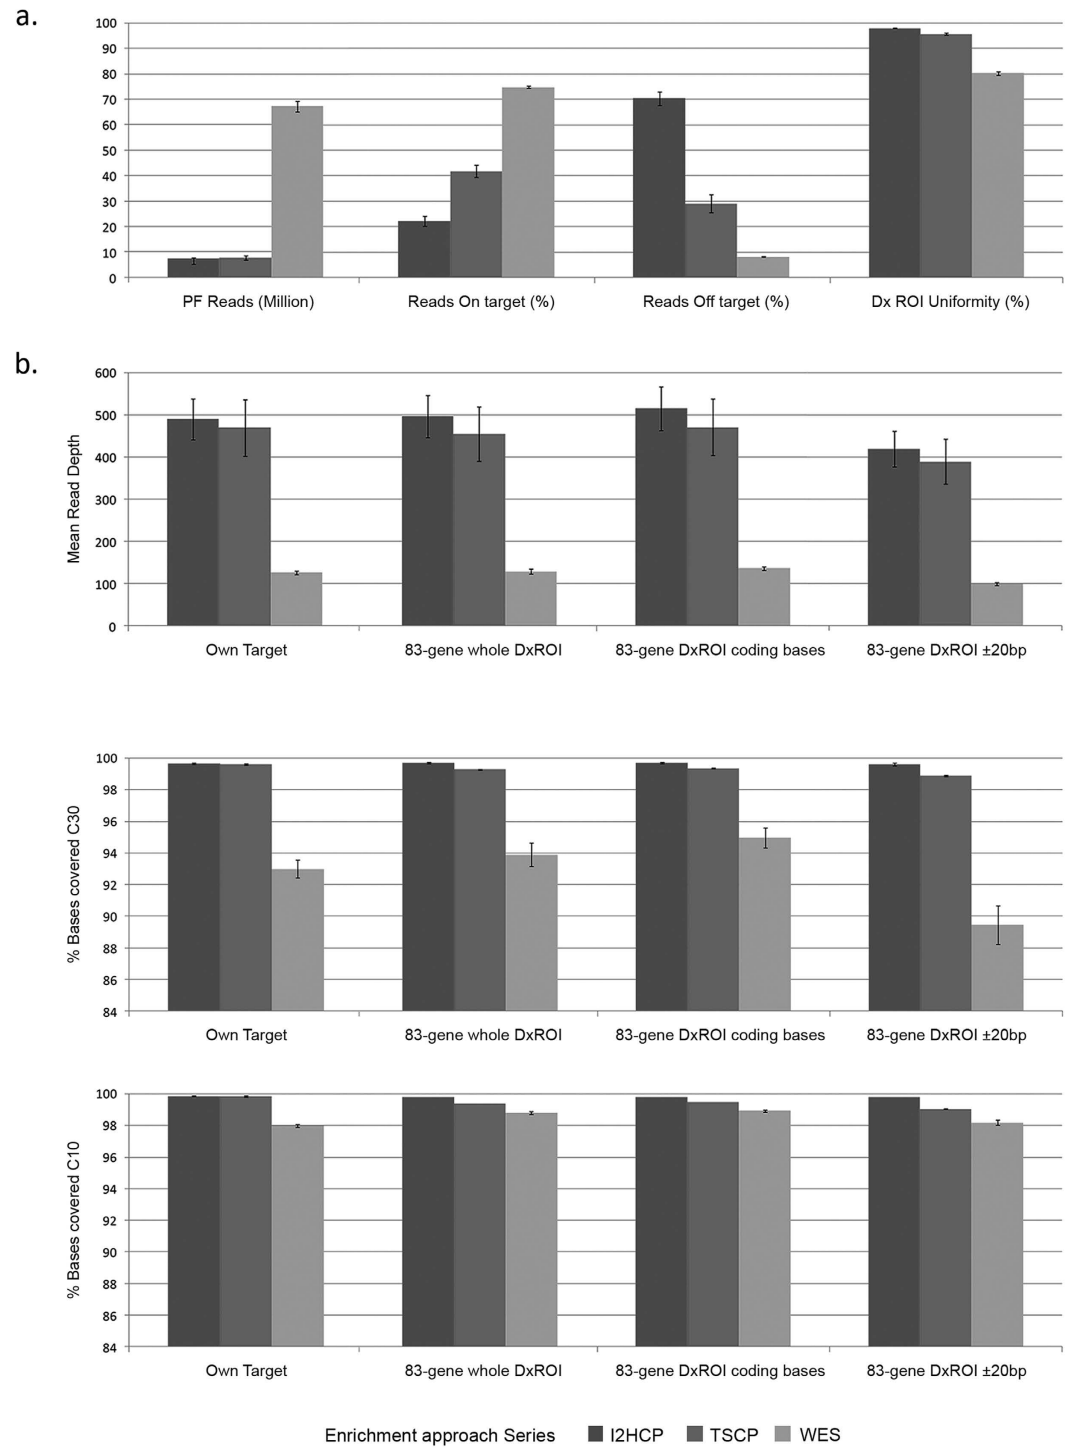 a.
100
90
80
70
60
50
40
30
20
10
0
PF Reads (Million)
Reads On target (%)
Reads Off target (%)
Dx ROI Uniformity (%)
b.
Mean Read Depth
600
500
400
300
200
100
0
Own Target
83-gene whole DxROI
83-gene DxROI coding bases
83-gene DxROI ±20bp
% Bases covered C30
100
98
96
94
92
90
88
86
84
Own Target
83-gene whole DxROI
83-gene DxROI coding bases
83-gene DxROI ±20bp
% Bases covered C10
100
98
96
94
92
90
88
86
84
Own Target
83-gene whole DxROI
83-gene DxROI coding bases
83-gene DxROI ±20bp
Enrichment approach Series I2HCP TSCP WES